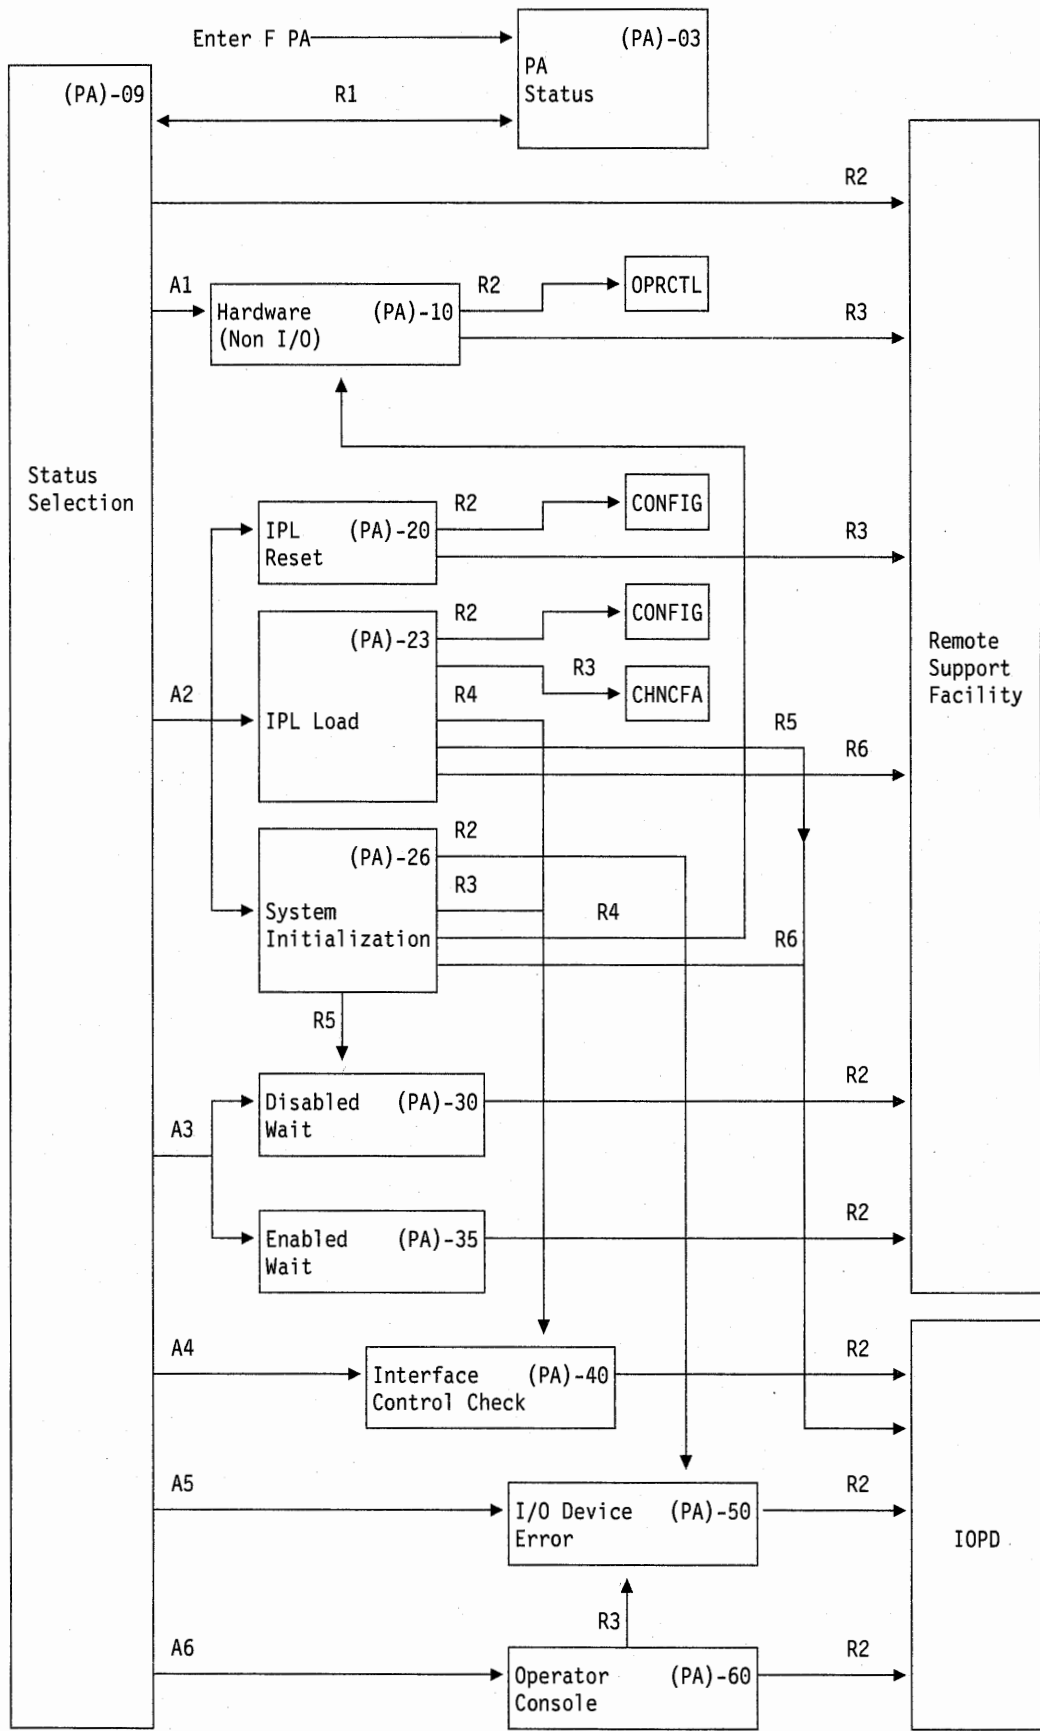 Enter F PA
(PA)-03
PA
Status
(PA)-09
R1
R2
A1
Hardware (PA)-10
(Non I/O)
R2
OPRCTL
R3
Status
Selection
IPL (PA)-20
Reset
R2
CONFIG
R3
(PA)-23
IPL Load
R2
CONFIG
R3
CHNCFA
R4
A2
R5
R6
Remote
Support
Facility
(PA)-26
System
Initialization
R2
R3
R4
R6
R5
Disabled (PA)-30
Wait
R2
A3
Enabled (PA)-35
Wait
R2
A4
Interface (PA)-40
Control Check
R2
A5
I/O Device (PA)-50
Error
R2
IOPD
R3
A6
Operator (PA)-60
Console
R2